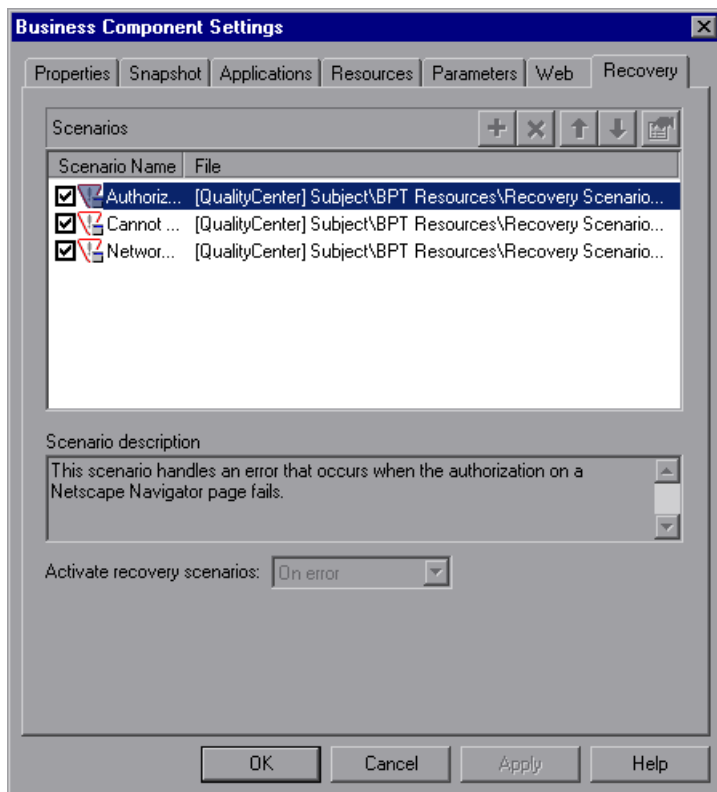 Business Component Settings
Properties Snapshot Applications Resources Parameters Web Recovery
Scenarios
Scenario Name File
Authoriz... [QualityCenter] Subject\BPT Resources\Recovery Scenario...
Cannot ... [QualityCenter] Subject\BPT Resources\Recovery Scenario...
Networ... [QualityCenter] Subject\BPT Resources\Recovery Scenario...
Scenario description
This scenario handles an error that occurs when the authorization on a
Netscape Navigator page fails.
Activate recovery scenarios: On error
OK Cancel Apply Help